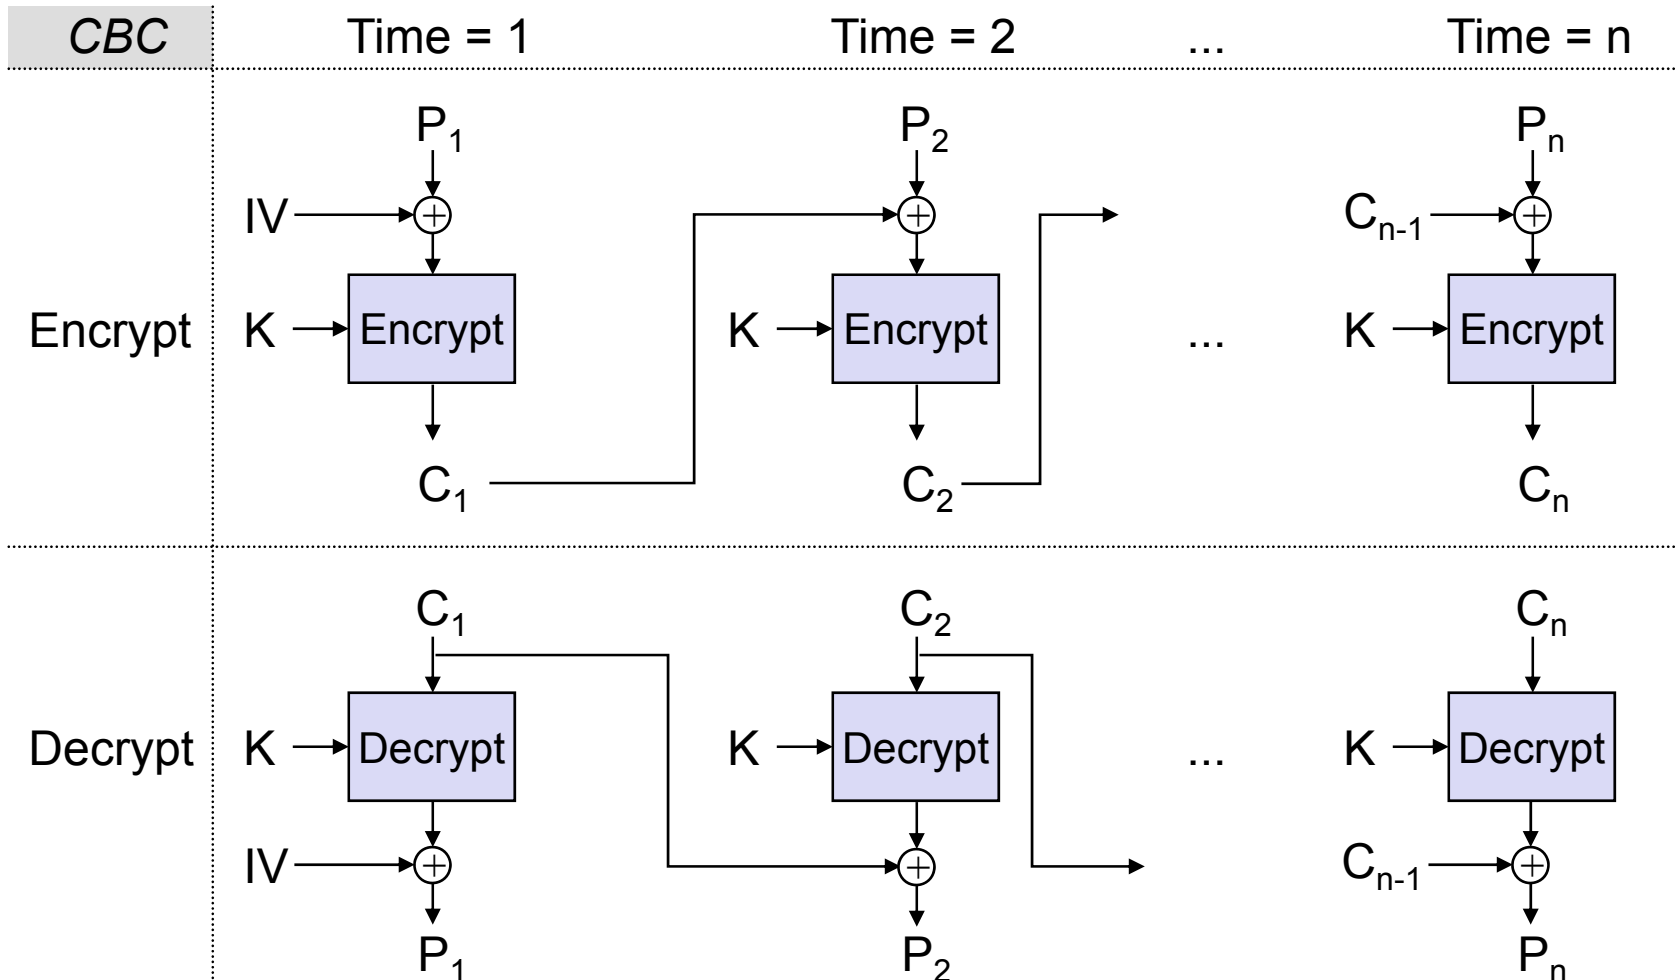 CBC Time = 1 Time = 2 ... Time = n
P1 P2 Pn
IV Cn-1
Encrypt K Encrypt K Encrypt ... K Encrypt
C1 C2 Cn
C1 C2 Cn
Decrypt K Decrypt K Decrypt ... K Decrypt
IV Cn-1
P1 P2 Pn